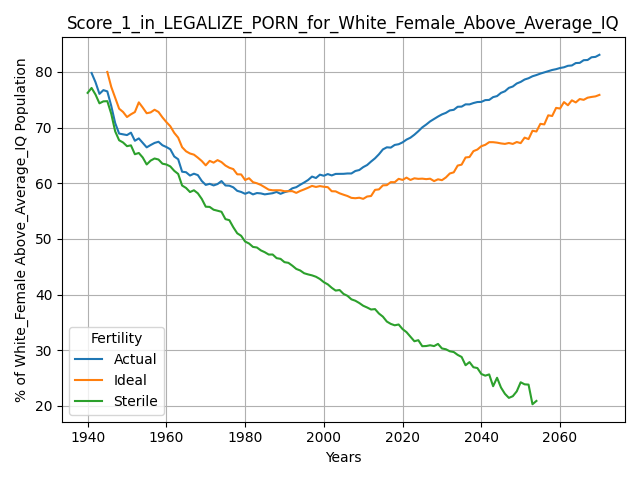 Score_1_in_LEGALIZE_PORN_for_White_Female_Above_Average_IQ
% of White_Female Above_Average_IQ Population
80
70
60
50
40
30
20
Fertility
Actual
Ideal
Sterile
1940 1960 1980 2000 2020 2040 2060
Years